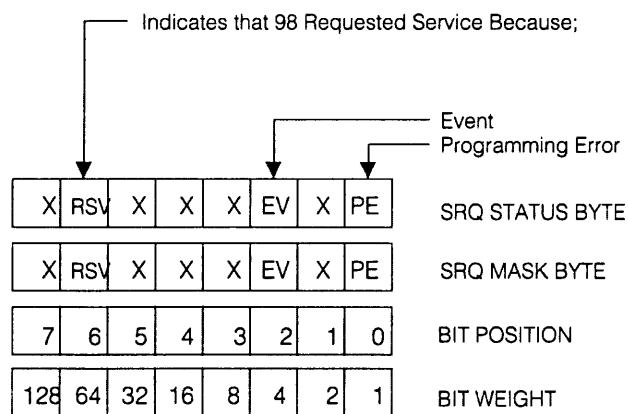 Indicates that 98 Requested Service Because;
Event
Programming Error
X RSV X X X EV X PE SRQ STATUS BYTE
X RSV X X X EV X PE SRQ MASK BYTE
7 6 5 4 3 2 1 0 BIT POSITION
128 64 32 16 8 4 2 1 BIT WEIGHT